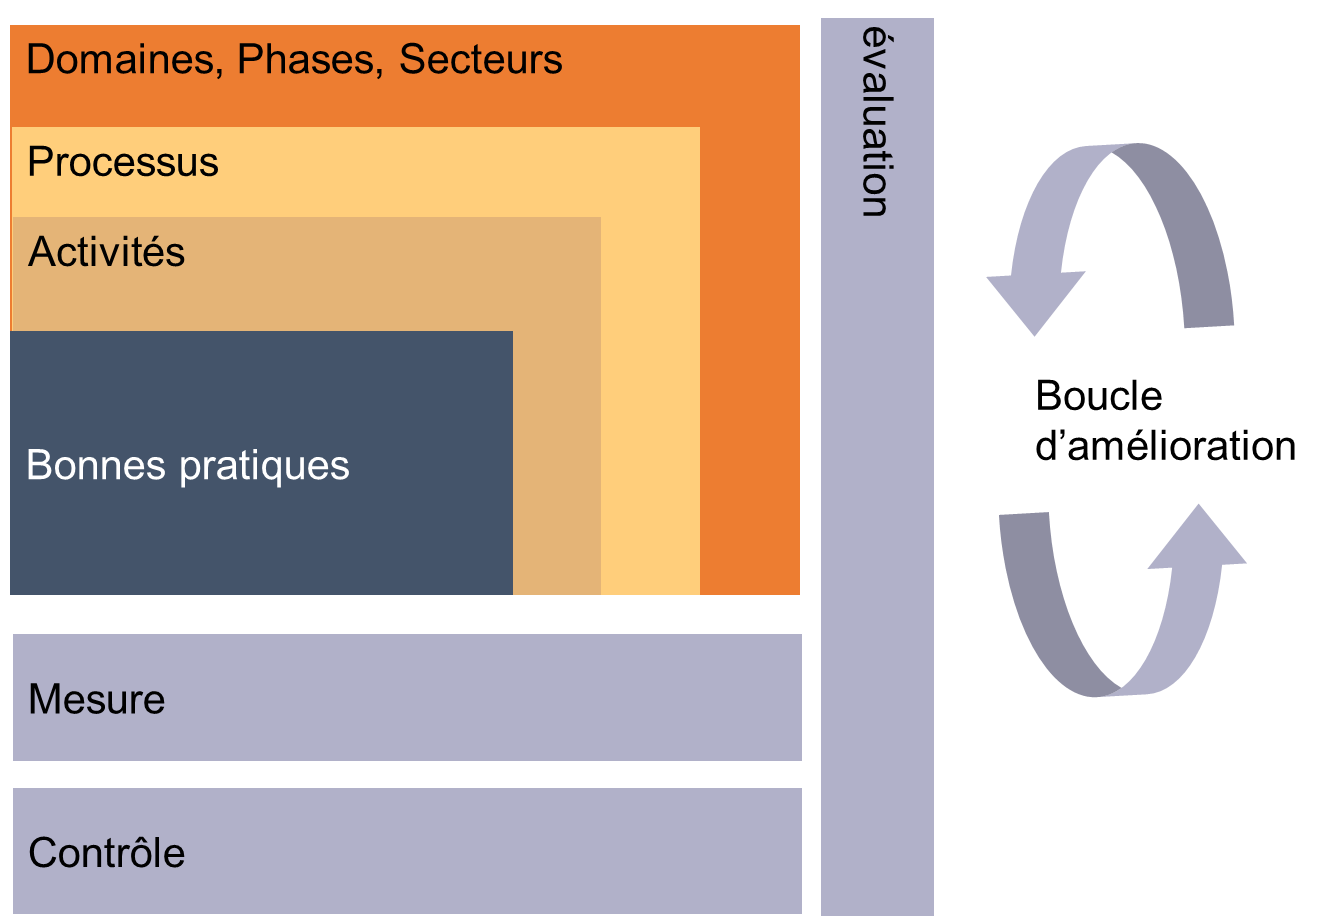 Domaines, Phases, Secteurs
Processus
Activités
Bonnes pratiques
Mesure
Contrôle
évaluation
Boucle
d’amélioration